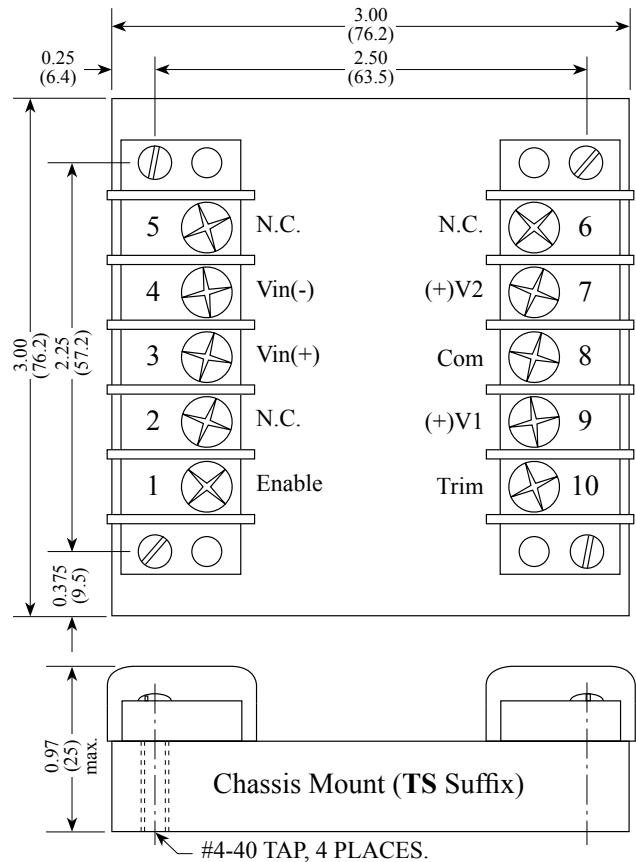 3.00
(76.2)
0.25
(6.4)
2.50
(63.5)
3.00
(76.2)
2.25
(57.2)
0.375
(9.5)
5 N.C. N.C. 6
4 Vin(-) (+)V2 7
3 Vin(+) Com 8
2 N.C. (+)V1 9
1 Enable Trim 10
0.97
(25)
max.
Chassis Mount (TS Suffix)
#4-40 TAP, 4 PLACES.